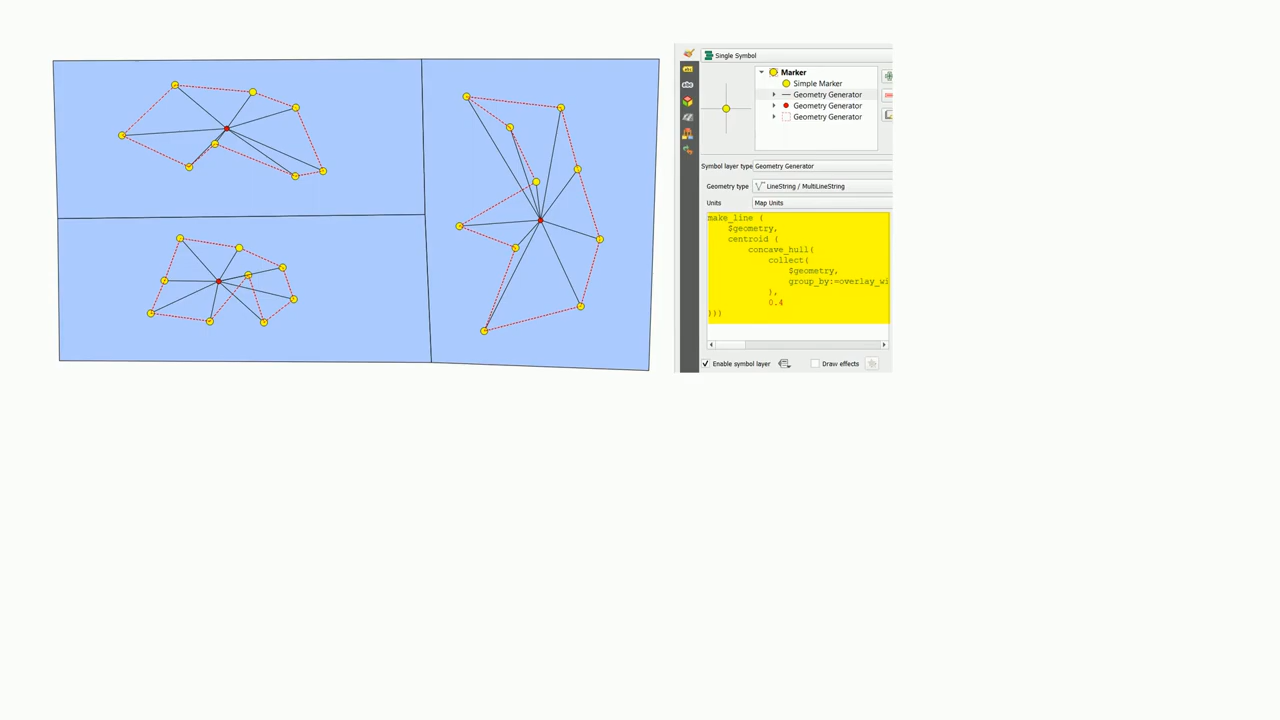 Single Symbol
Marker
Simple Marker
Geometry Generator
Geometry Generator
Geometry Generator
Symbol layer type Geometry Generator
Geometry type LineString / MultiLineString
Units Map Units
make_line (
$geometry,
centroid (
concave_hull(
collect(
$geometry,
group_by:=overlay_wi
),
0.4
)))
Enable symbol layer Draw effects